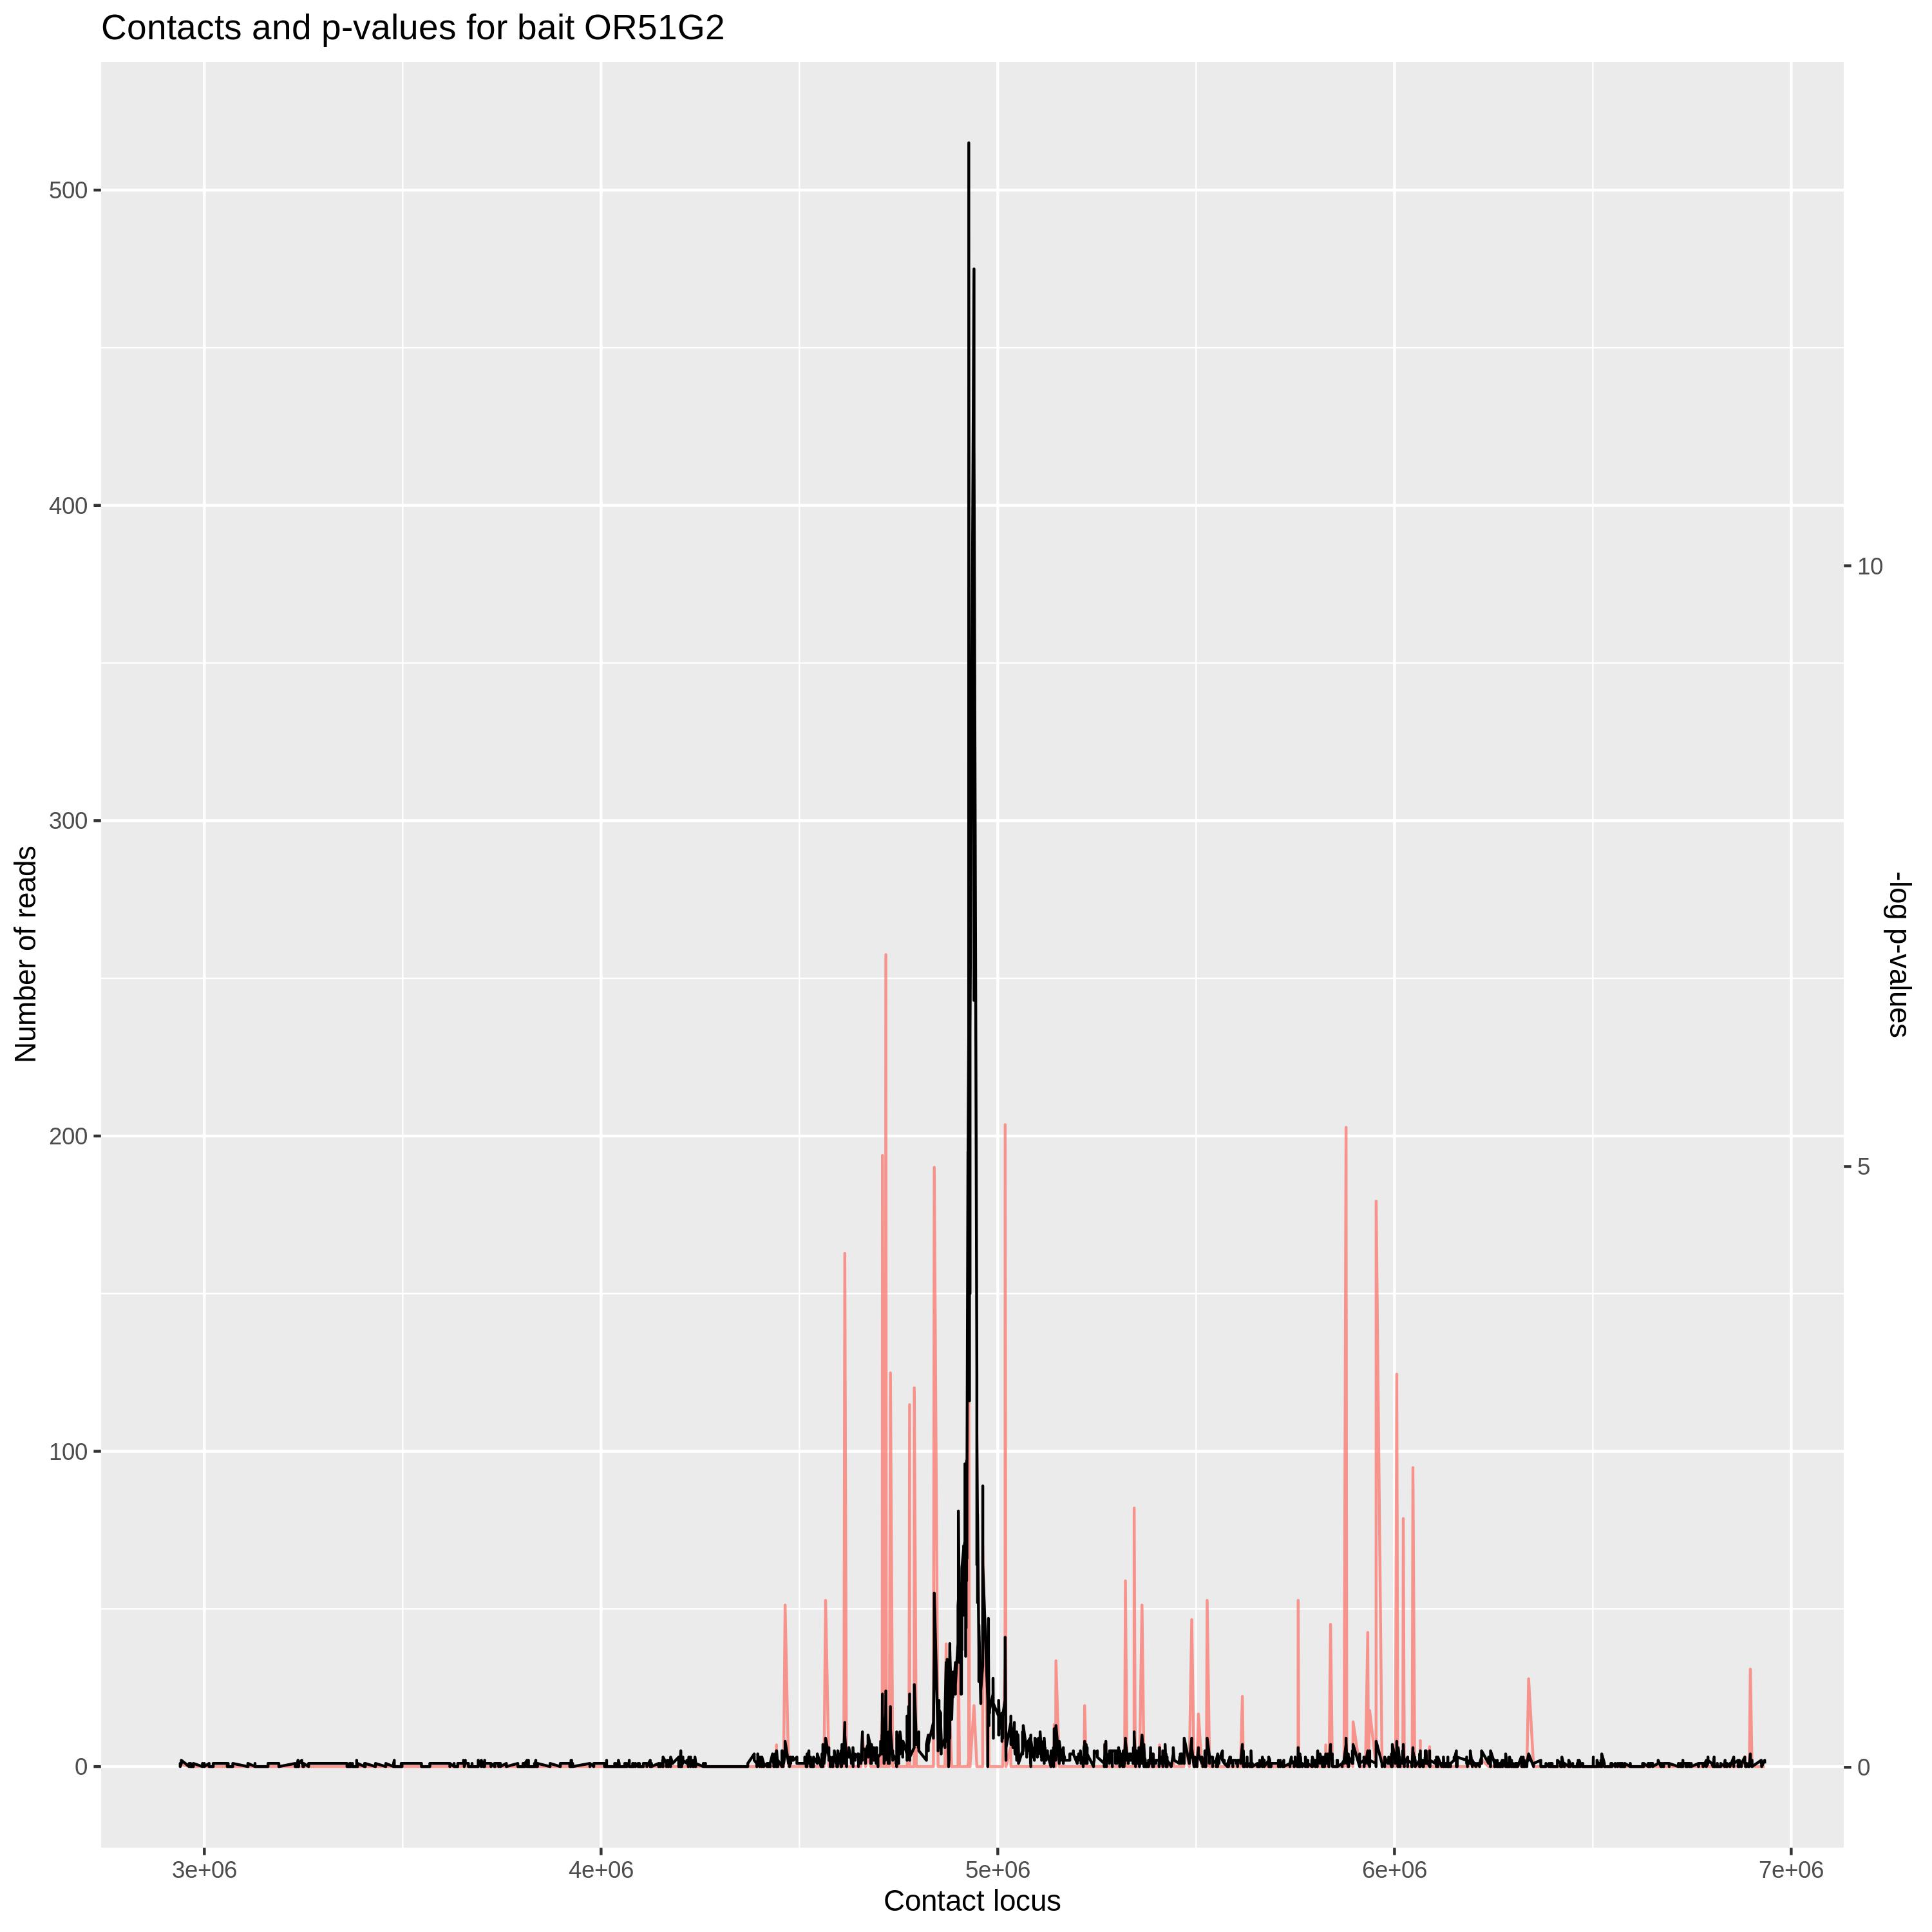 Contacts and p-values for bait OR51G2
500
400
300
200
100
0
Number of reads
10
5
0
-log p-values
3e+06
4e+06
5e+06
6e+06
7e+06
Contact locus